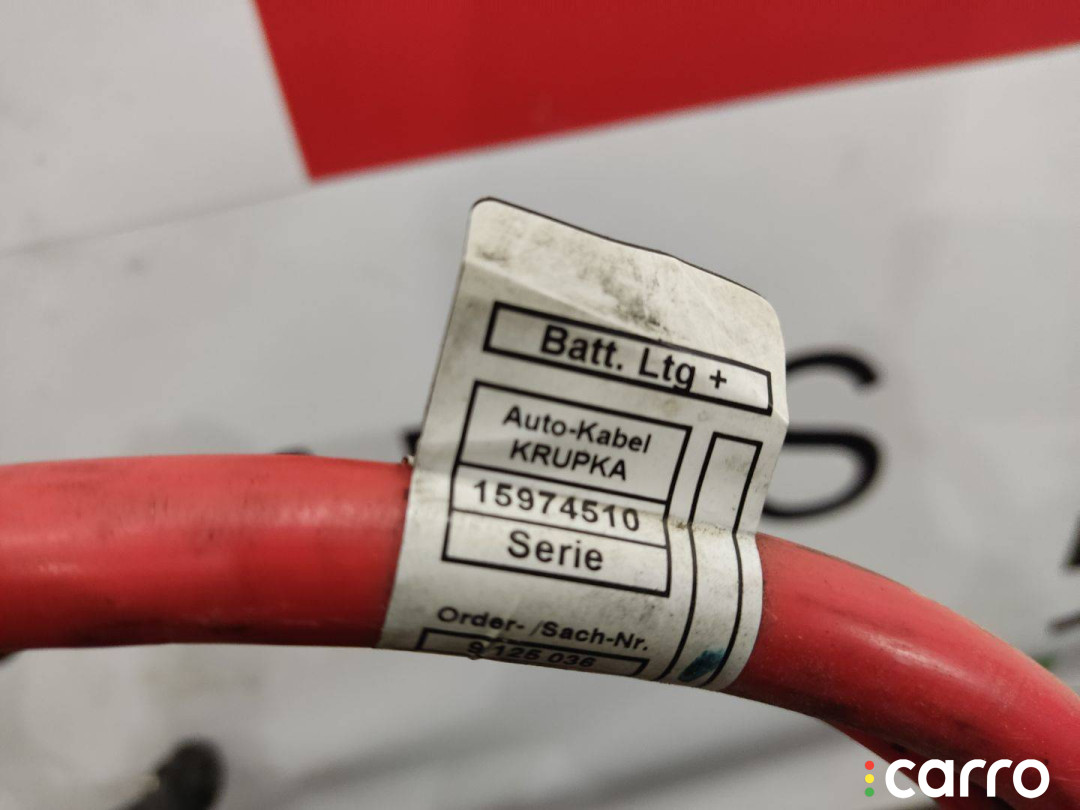 Batt. Ltg +
Auto-Kabel
KRUPKA
15974510
Serie
Order- /Sach-Nr.
9 125 036
S
carro